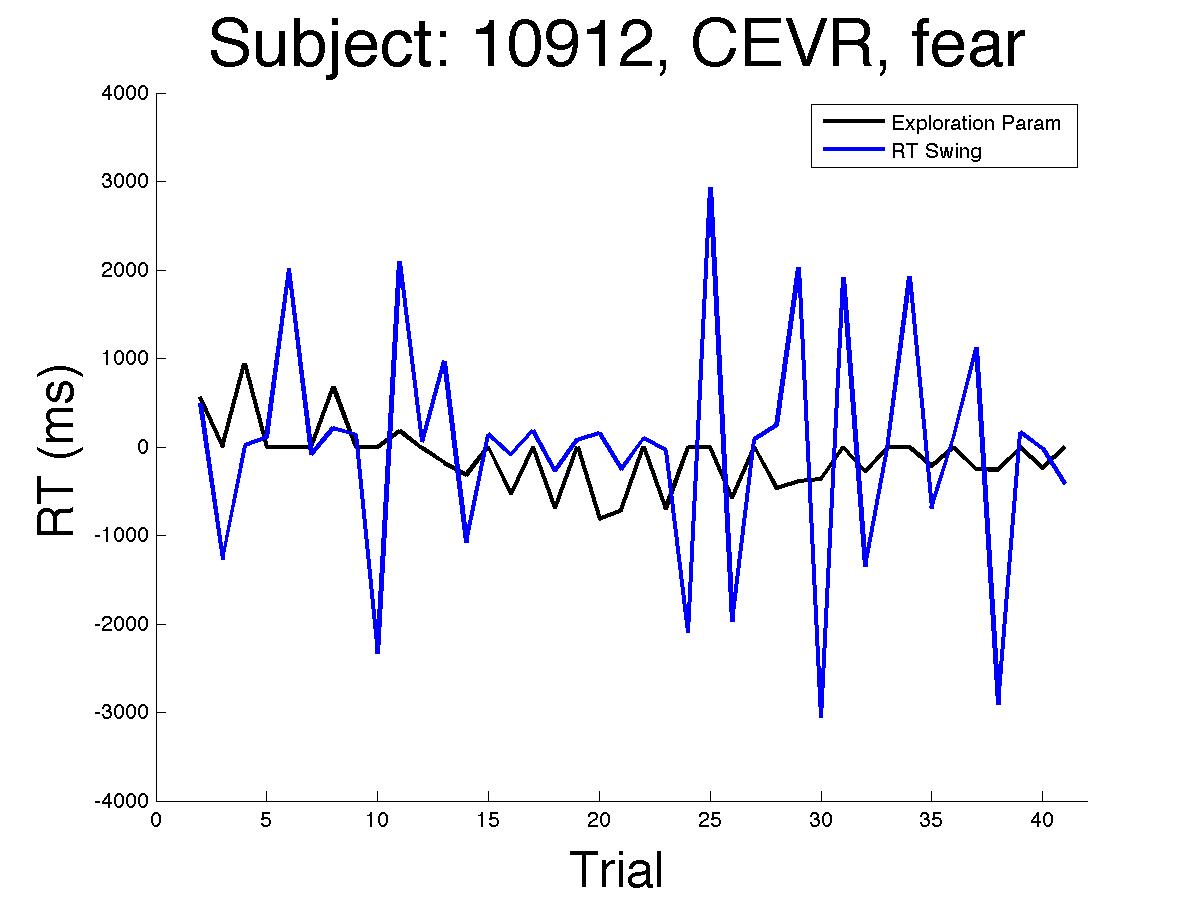 Subject: 10912, CEVR, fear
Exploration Param
RT Swing
4000
3000
2000
1000
0
-1000
-2000
-3000
-4000
RT (ms)
0 5 10 15 20 25 30 35 40
Trial